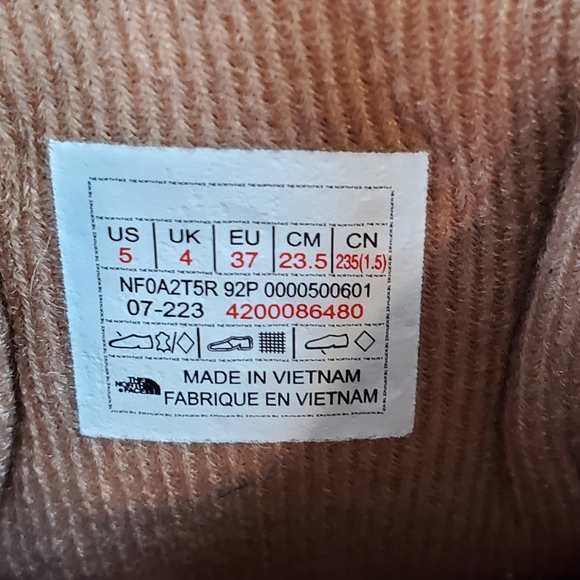 US UK EU CM CN
5 4 37 23.5 235(1.5)
NF0A2T5R 92P 0000500601
07-223 4200086480
THE NORTH FACE
MADE IN VIETNAM
FABRIQUE EN VIETNAM